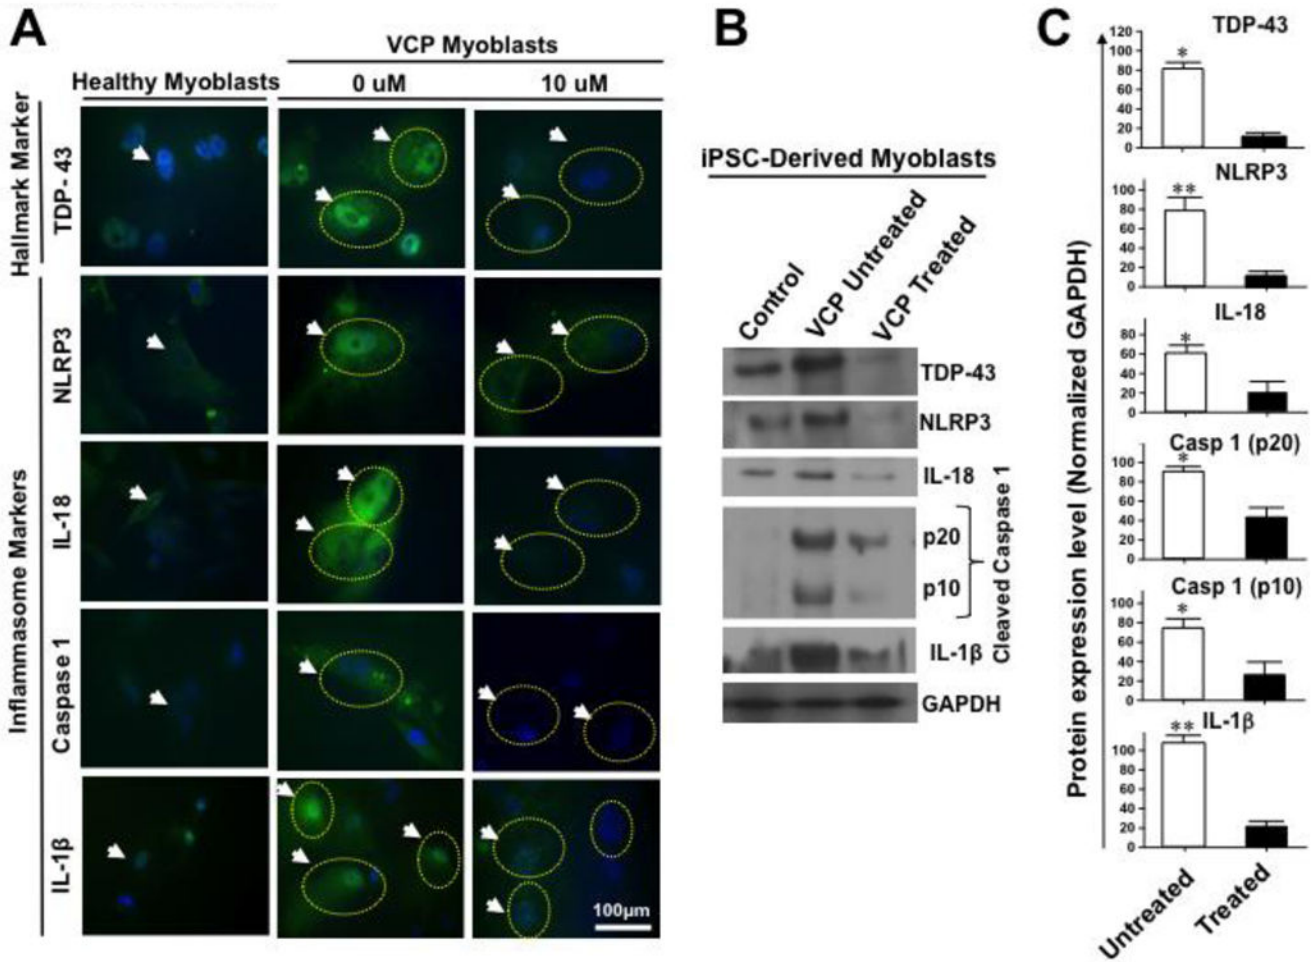 A
VCP Myoblasts
Healthy Myoblasts
0 uM
10 uM
Hallmark Marker
TDP- 43
Inflammasome Markers
NLRP3
IL-18
Caspase 1
IL-1β
100µm
B
iPSC-Derived Myoblasts
Control
VCP Untreated
VCP Treated
TDP-43
NLRP3
IL-18
p20
p10
Cleaved Caspase 1
IL-1β
GAPDH
C
Protein expression level (Normalized GAPDH)
TDP-43
120
100
80
60
40
20
0
*
NLRP3
100
80
60
40
20
0
**
IL-18
80
60
40
20
0
*
Casp 1 (p20)
100
80
60
40
20
0
*
Casp 1 (p10)
100
80
60
40
20
0
*
IL-1β
100
80
60
40
20
0
**
Untreated
Treated